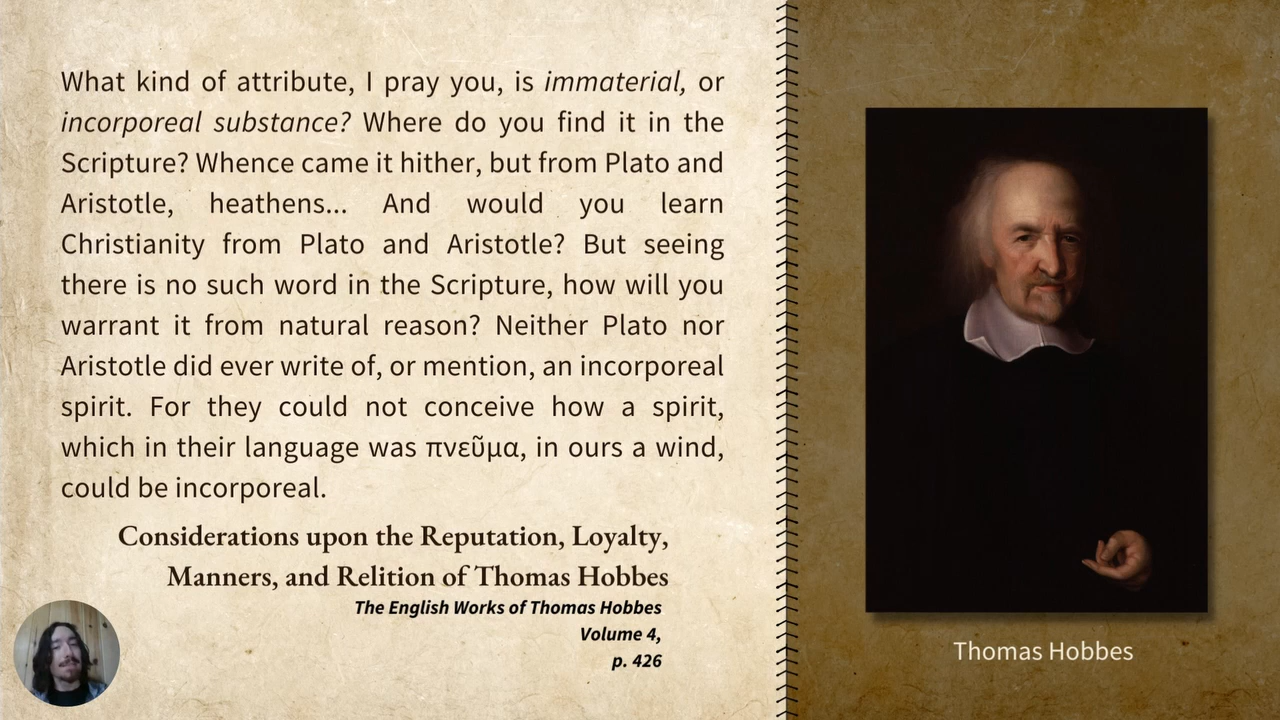 What kind of attribute, I pray you, is immaterial, or
incorporeal substance? Where do you find it in the
Scripture? Whence came it hither, but from Plato and
Aristotle, heathens... And would you learn
Christianity from Plato and Aristotle? But seeing
there is no such word in the Scripture, how will you
warrant it from natural reason? Neither Plato nor
Aristotle did ever write of, or mention, an incorporeal
spirit. For they could not conceive how a spirit,
which in their language was πνεῦμα, in ours a wind,
could be incorporeal.
Considerations upon the Reputation, Loyalty,
Manners, and Relition of Thomas Hobbes
The English Works of Thomas Hobbes
Volume 4,
p. 426
Thomas Hobbes